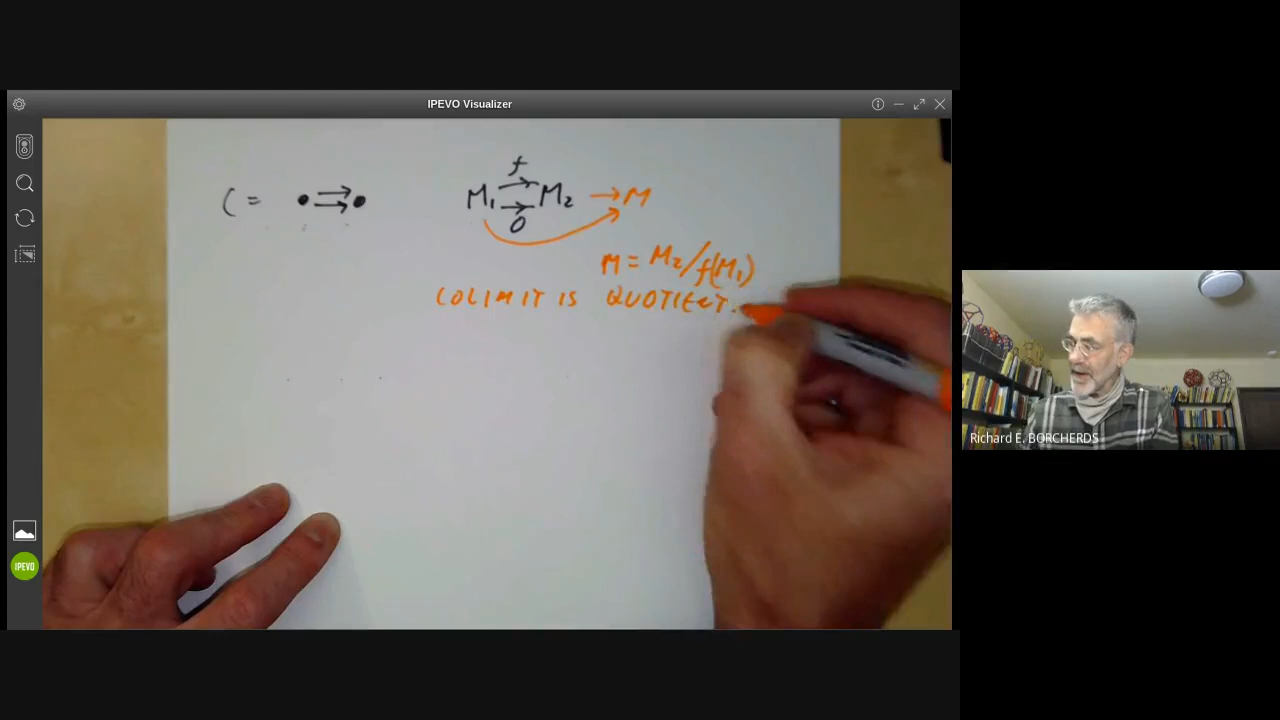 IPEVO Visualizer
C = • ⇉ •
f
M₁ ⇉ M₂ → M
0
M = M₂/f(M₁)
COLIMIT IS QUOTIENT.
Richard E. BORCHERDS
IPEVO